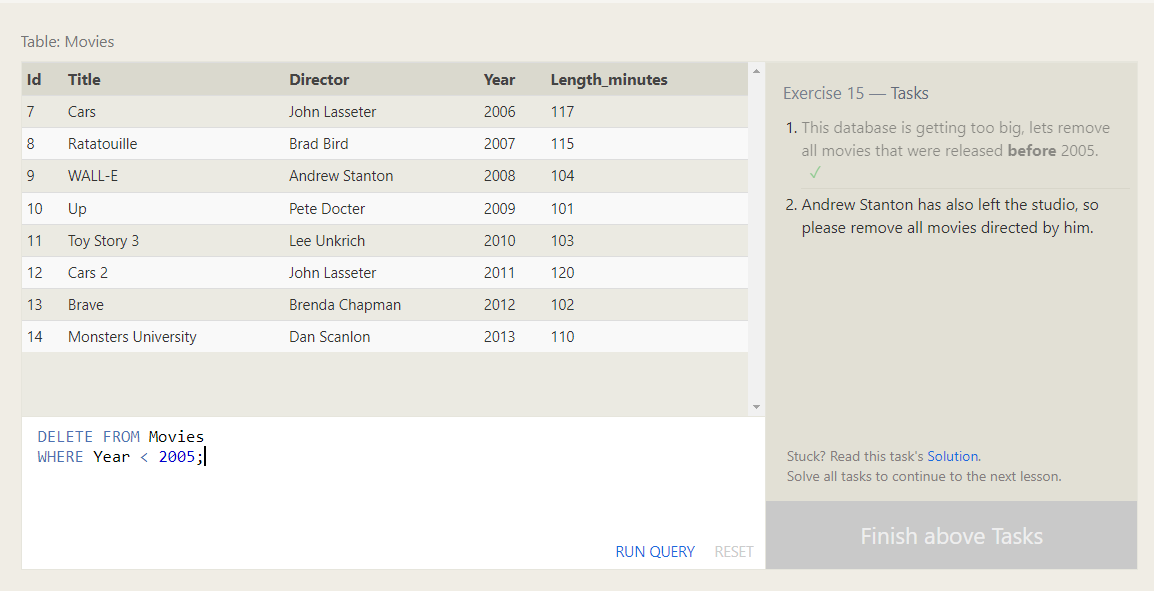 Table: Movies
Id Title Director Year Length_minutes
7 Cars John Lasseter 2006 117
8 Ratatouille Brad Bird 2007 115
9 WALL-E Andrew Stanton 2008 104
10 Up Pete Docter 2009 101
11 Toy Story 3 Lee Unkrich 2010 103
12 Cars 2 John Lasseter 2011 120
13 Brave Brenda Chapman 2012 102
14 Monsters University Dan Scanlon 2013 110
DELETE FROM Movies
WHERE Year < 2005;
RUN QUERY RESET
Exercise 15 — Tasks
1. This database is getting too big, lets remove
all movies that were released before 2005.
✓
2. Andrew Stanton has also left the studio, so
please remove all movies directed by him.
Stuck? Read this task's Solution.
Solve all tasks to continue to the next lesson.
Finish above Tasks